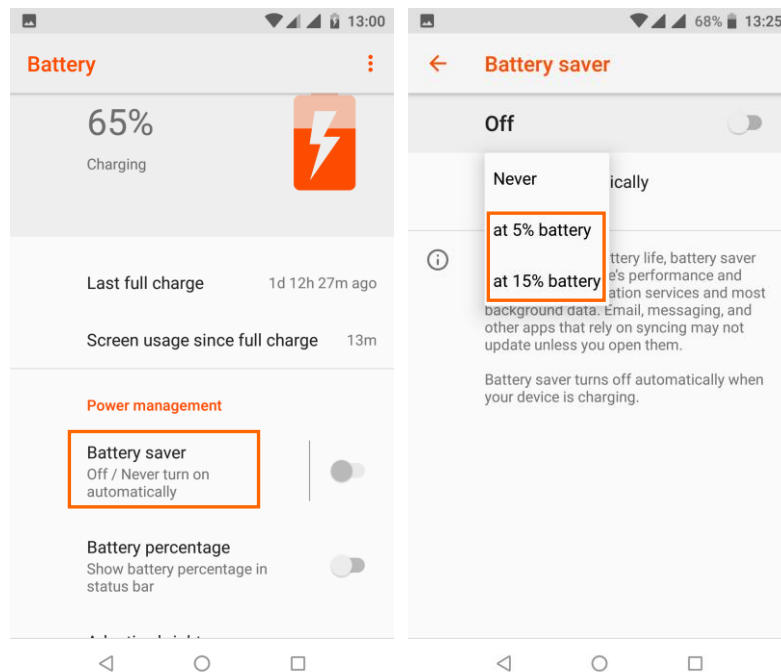 13:00
Battery
65%
Charging
Last full charge 1d 12h 27m ago
Screen usage since full charge 13m
Power management
Battery saver
Off / Never turn on
automatically
Battery percentage
Show battery percentage in
status bar
68% 13:25
Battery saver
Off
Never
ically
at 5% battery
ttery life, battery saver
e's performance and
at 15% battery
ation services and most
background data. Email, messaging, and
other apps that rely on syncing may not
update unless you open them.
Battery saver turns off automatically when
your device is charging.